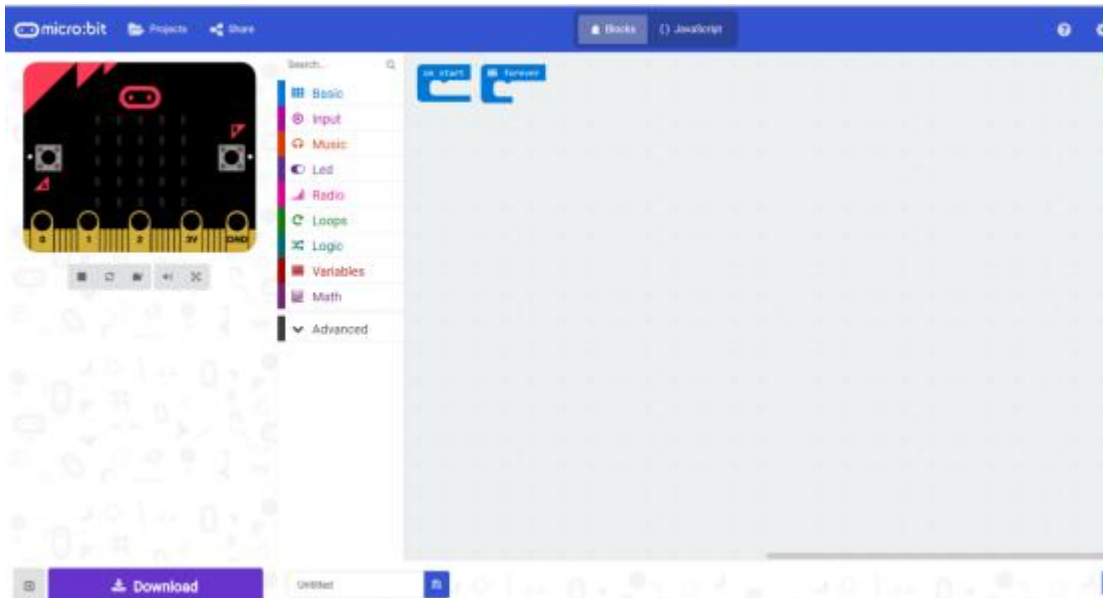 micro:bit Projects Share Blocks {} JavaScript
Search...
on start
forever
Basic
Input
Music
Led
Radio
Loops
Logic
Variables
Math
Advanced
0 1 2 3V GND
Download
Untitled